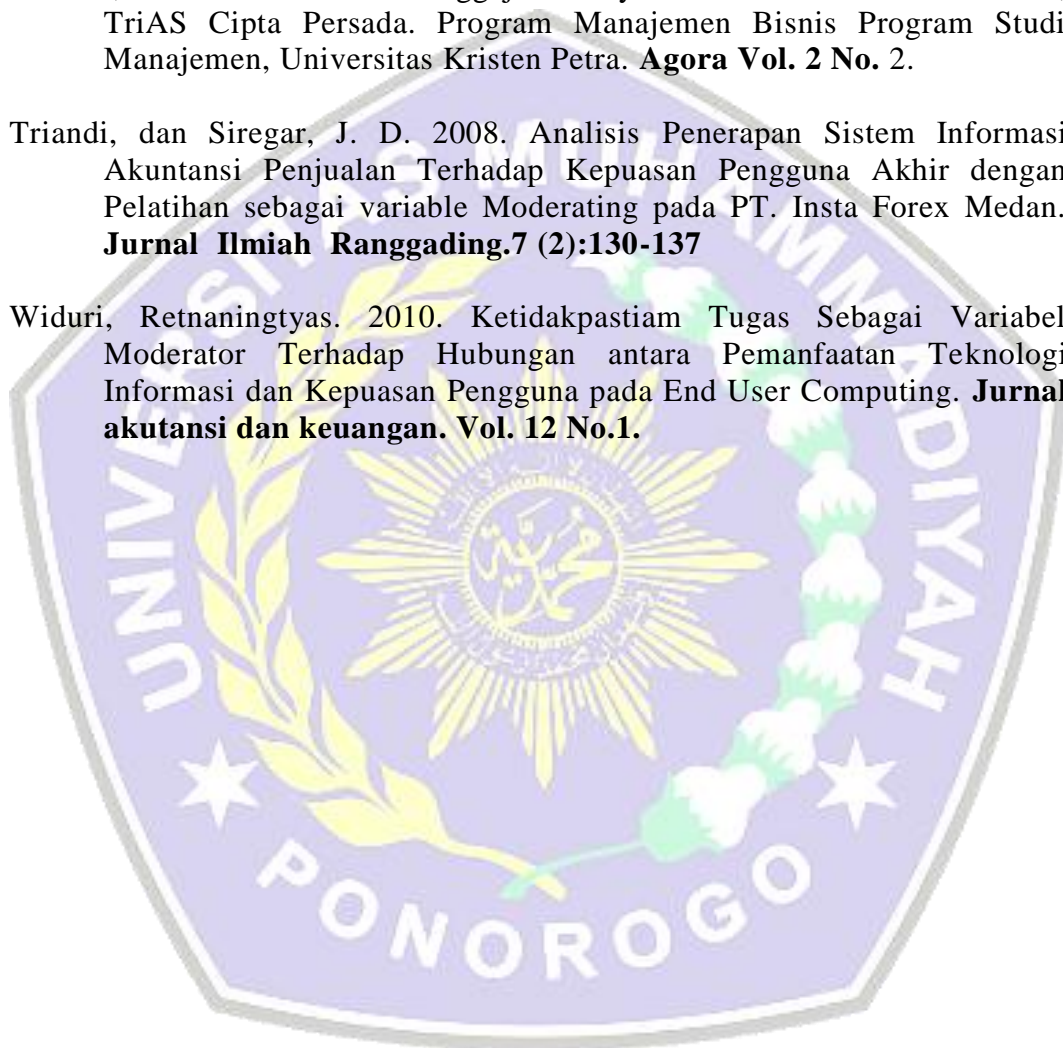 TriAS Cipta Persada. Program Manajemen Bisnis Program Studi
Manajemen, Universitas Kristen Petra. Agora Vol. 2 No. 2.
Triandi, dan Siregar, J. D. 2008. Analisis Penerapan Sistem Informasi
Akuntansi Penjualan Terhadap Kepuasan Pengguna Akhir dengan
Pelatihan sebagai variable Moderating pada PT. Insta Forex Medan.
Jurnal Ilmiah Ranggading.7 (2):130-137
Widuri, Retnaningtyas. 2010. Ketidakpastiam Tugas Sebagai Variabel
Moderator Terhadap Hubungan antara Pemanfaatan Teknologi
Informasi dan Kepuasan Pengguna pada End User Computing. Jurnal
akutansi dan keuangan. Vol. 12 No.1.
UNIVERSITAS MUHAMMADIYAH
PONOROGO